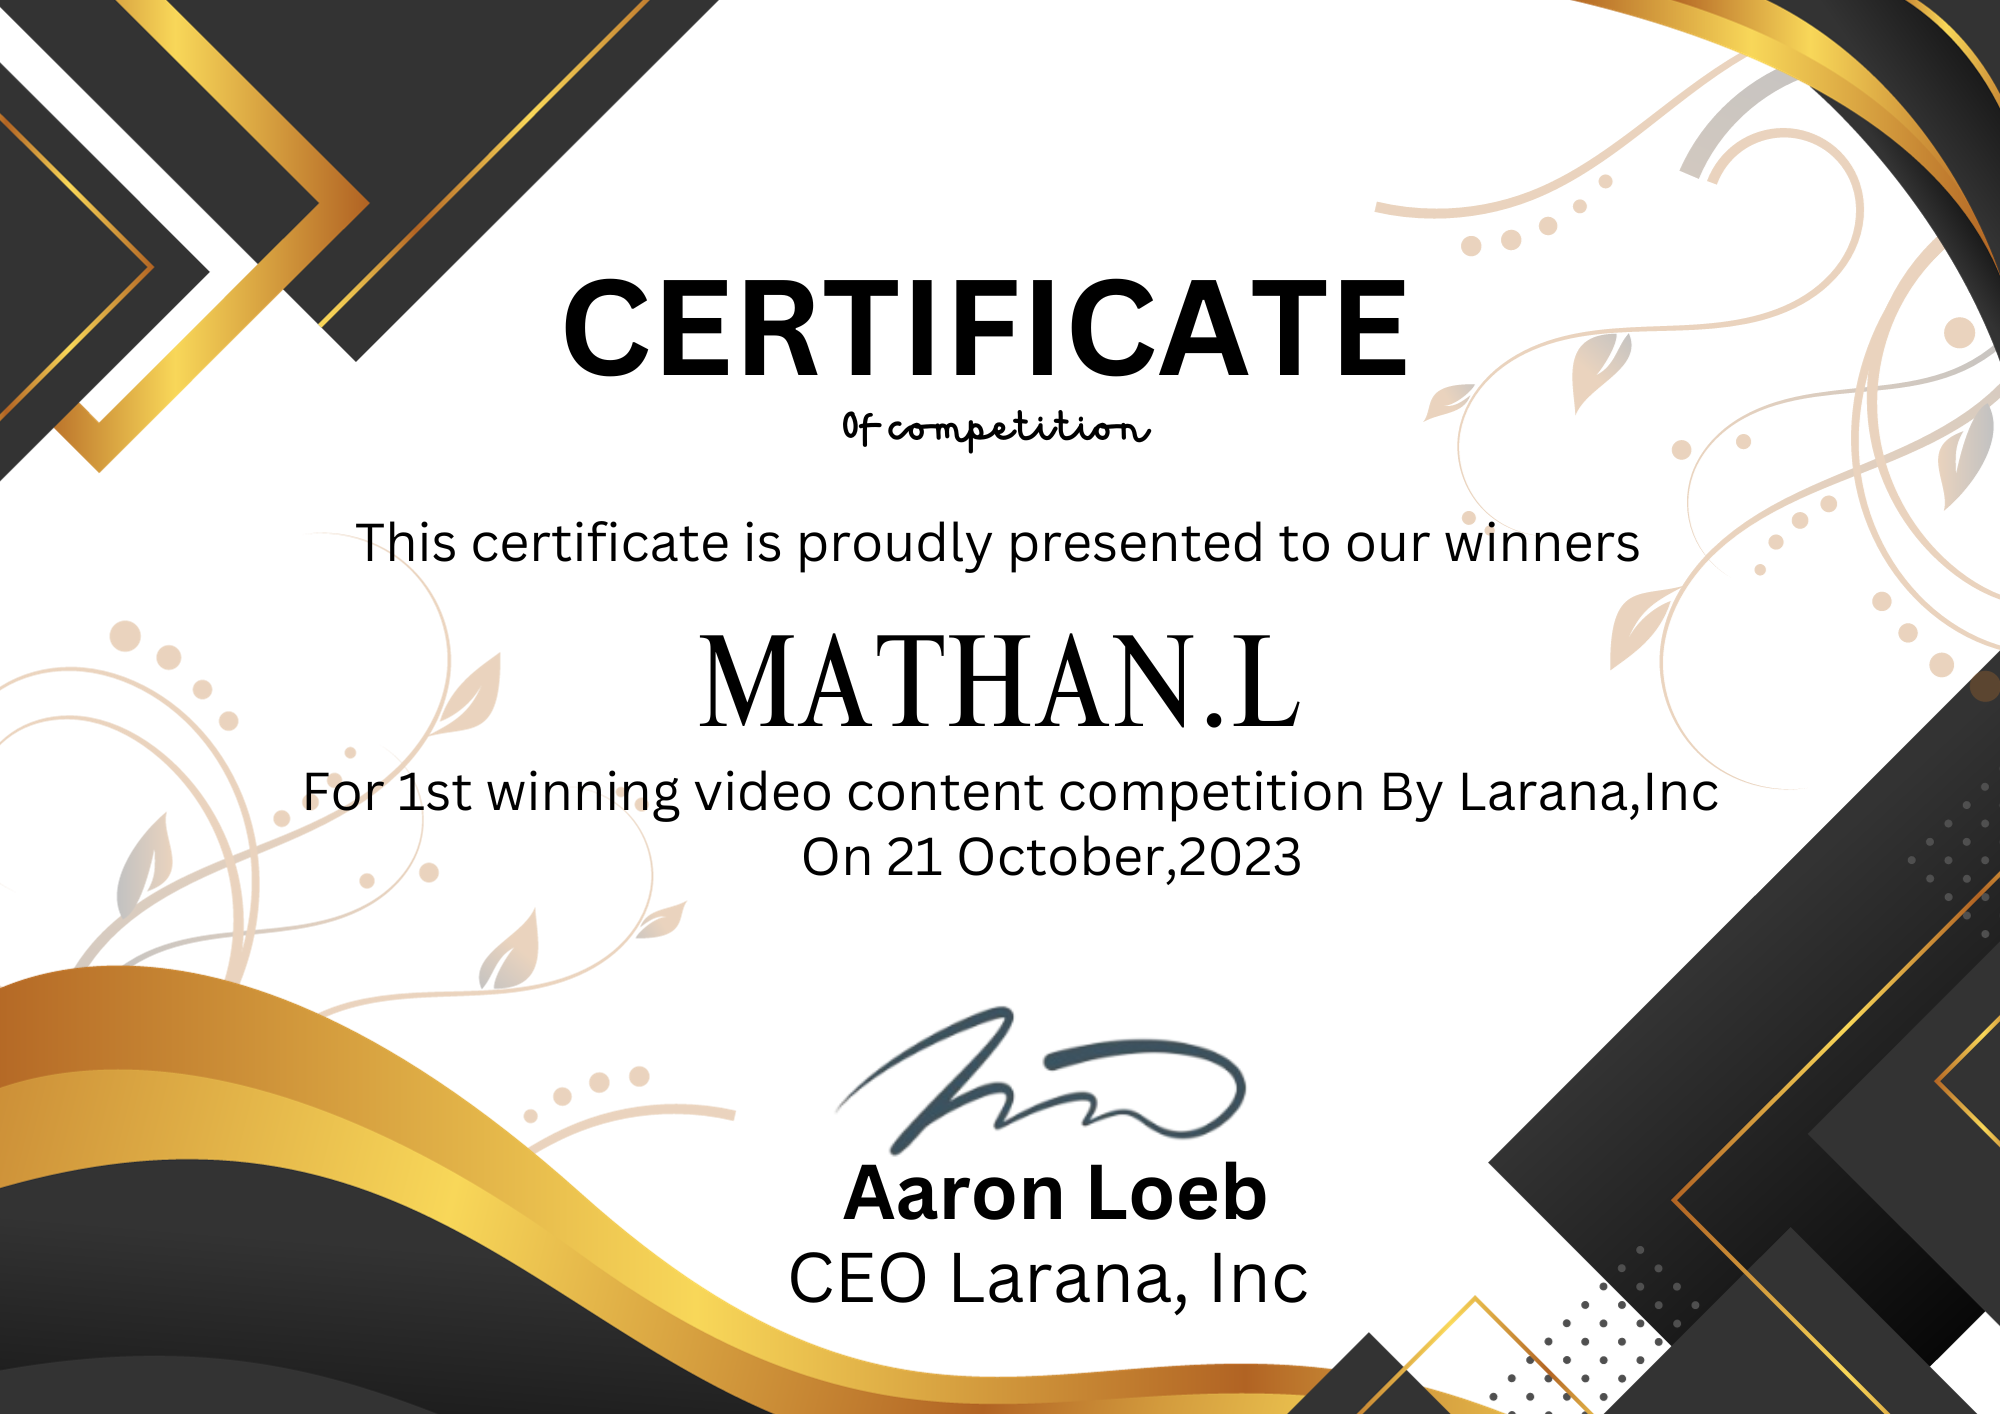 CERTIFICATE
Of competition
This certificate is proudly presented to our winners
MATHAN.L
For 1st winning video content competition By Larana,Inc
On 21 October,2023
Aaron Loeb
CEO Larana, Inc